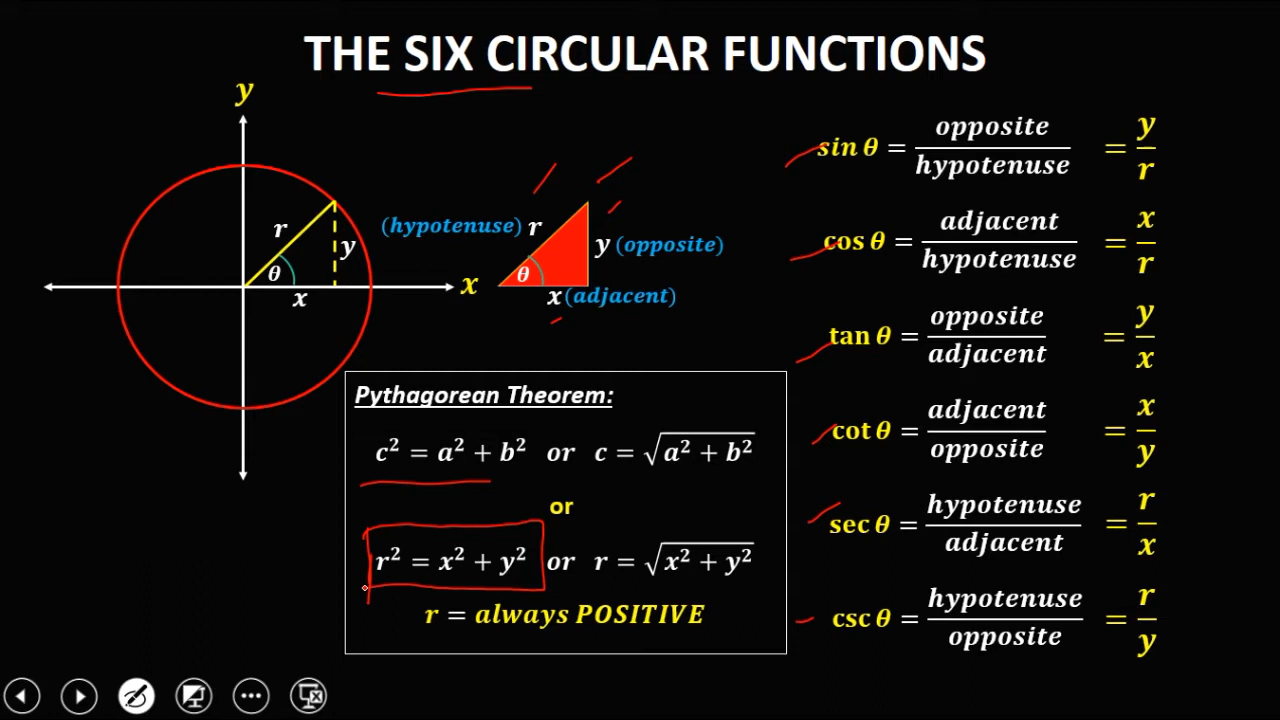 THE SIX CIRCULAR FUNCTIONS
y
r
y
θ
x
x
(hypotenuse) r
y (opposite)
θ
x (adjacent)
Pythagorean Theorem:
c² = a² + b² or c = √(a² + b²)
or
r² = x² + y² or r = √(x² + y²)
r = always POSITIVE
sin θ = opposite / hypotenuse = y / r
cos θ = adjacent / hypotenuse = x / r
tan θ = opposite / adjacent = y / x
cot θ = adjacent / opposite = x / y
sec θ = hypotenuse / adjacent = r / x
csc θ = hypotenuse / opposite = r / y